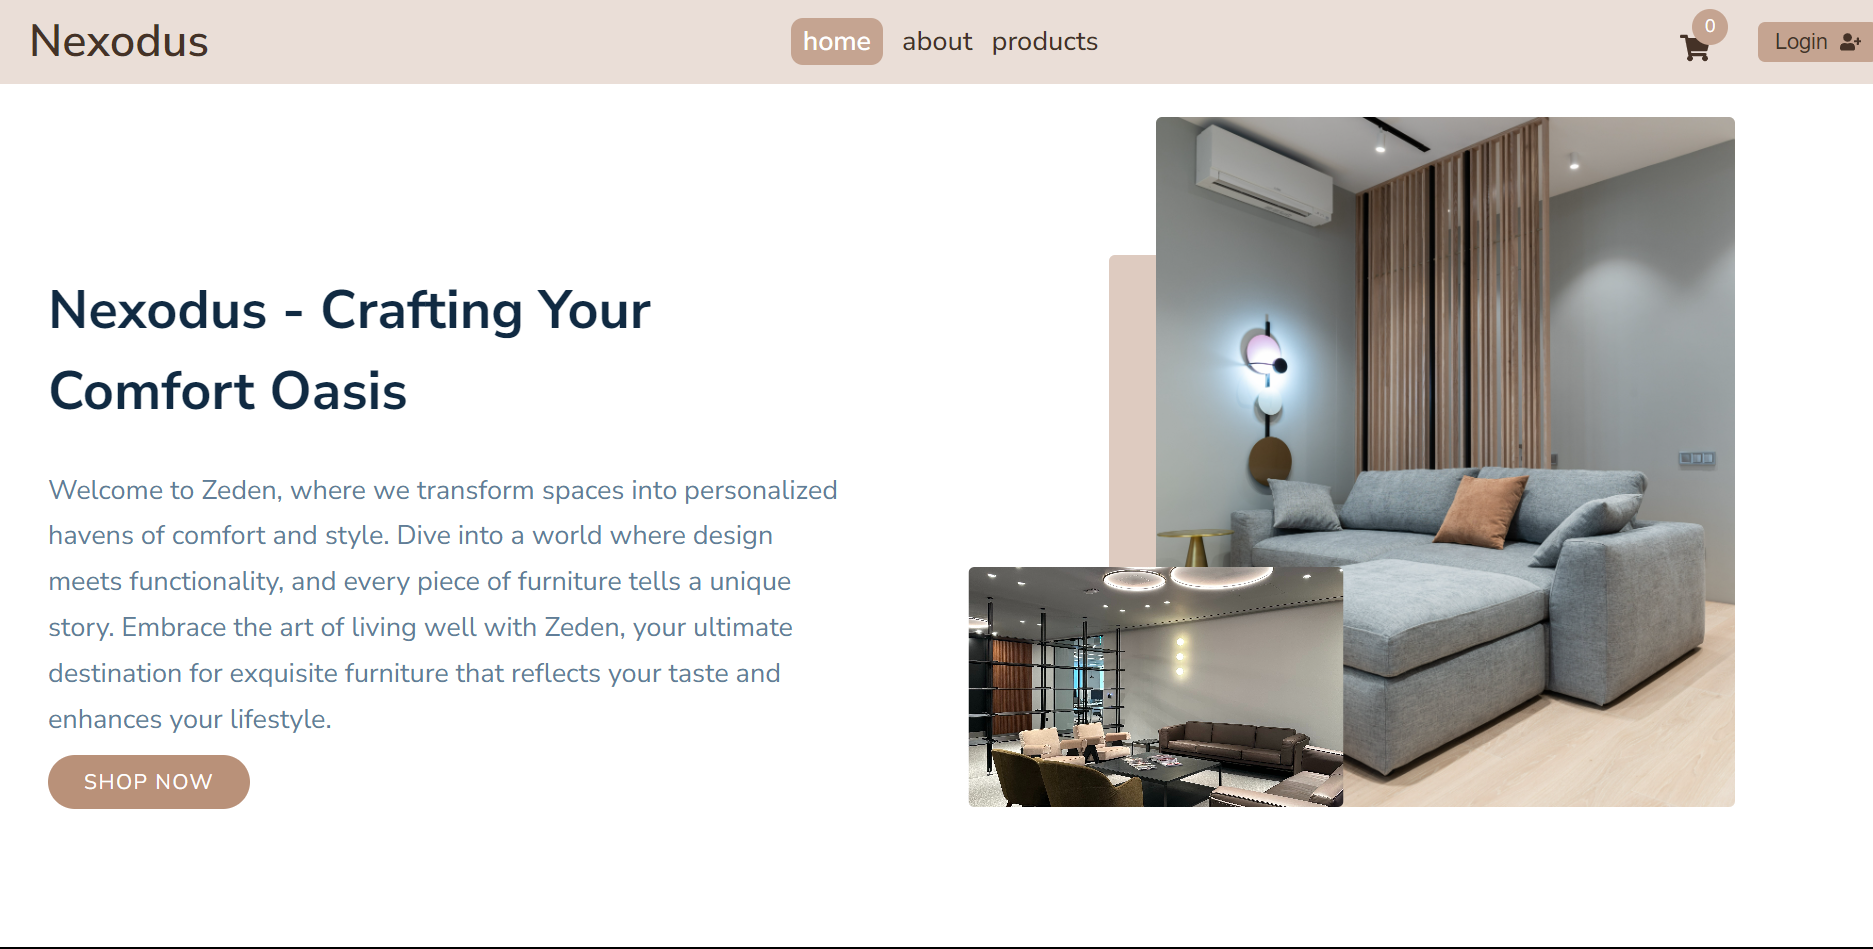 Nexodus
home about products
0
Login
Nexodus - Crafting Your
Comfort Oasis
Welcome to Zeden, where we transform spaces into personalized
havens of comfort and style. Dive into a world where design
meets functionality, and every piece of furniture tells a unique
story. Embrace the art of living well with Zeden, your ultimate
destination for exquisite furniture that reflects your taste and
enhances your lifestyle.
SHOP NOW